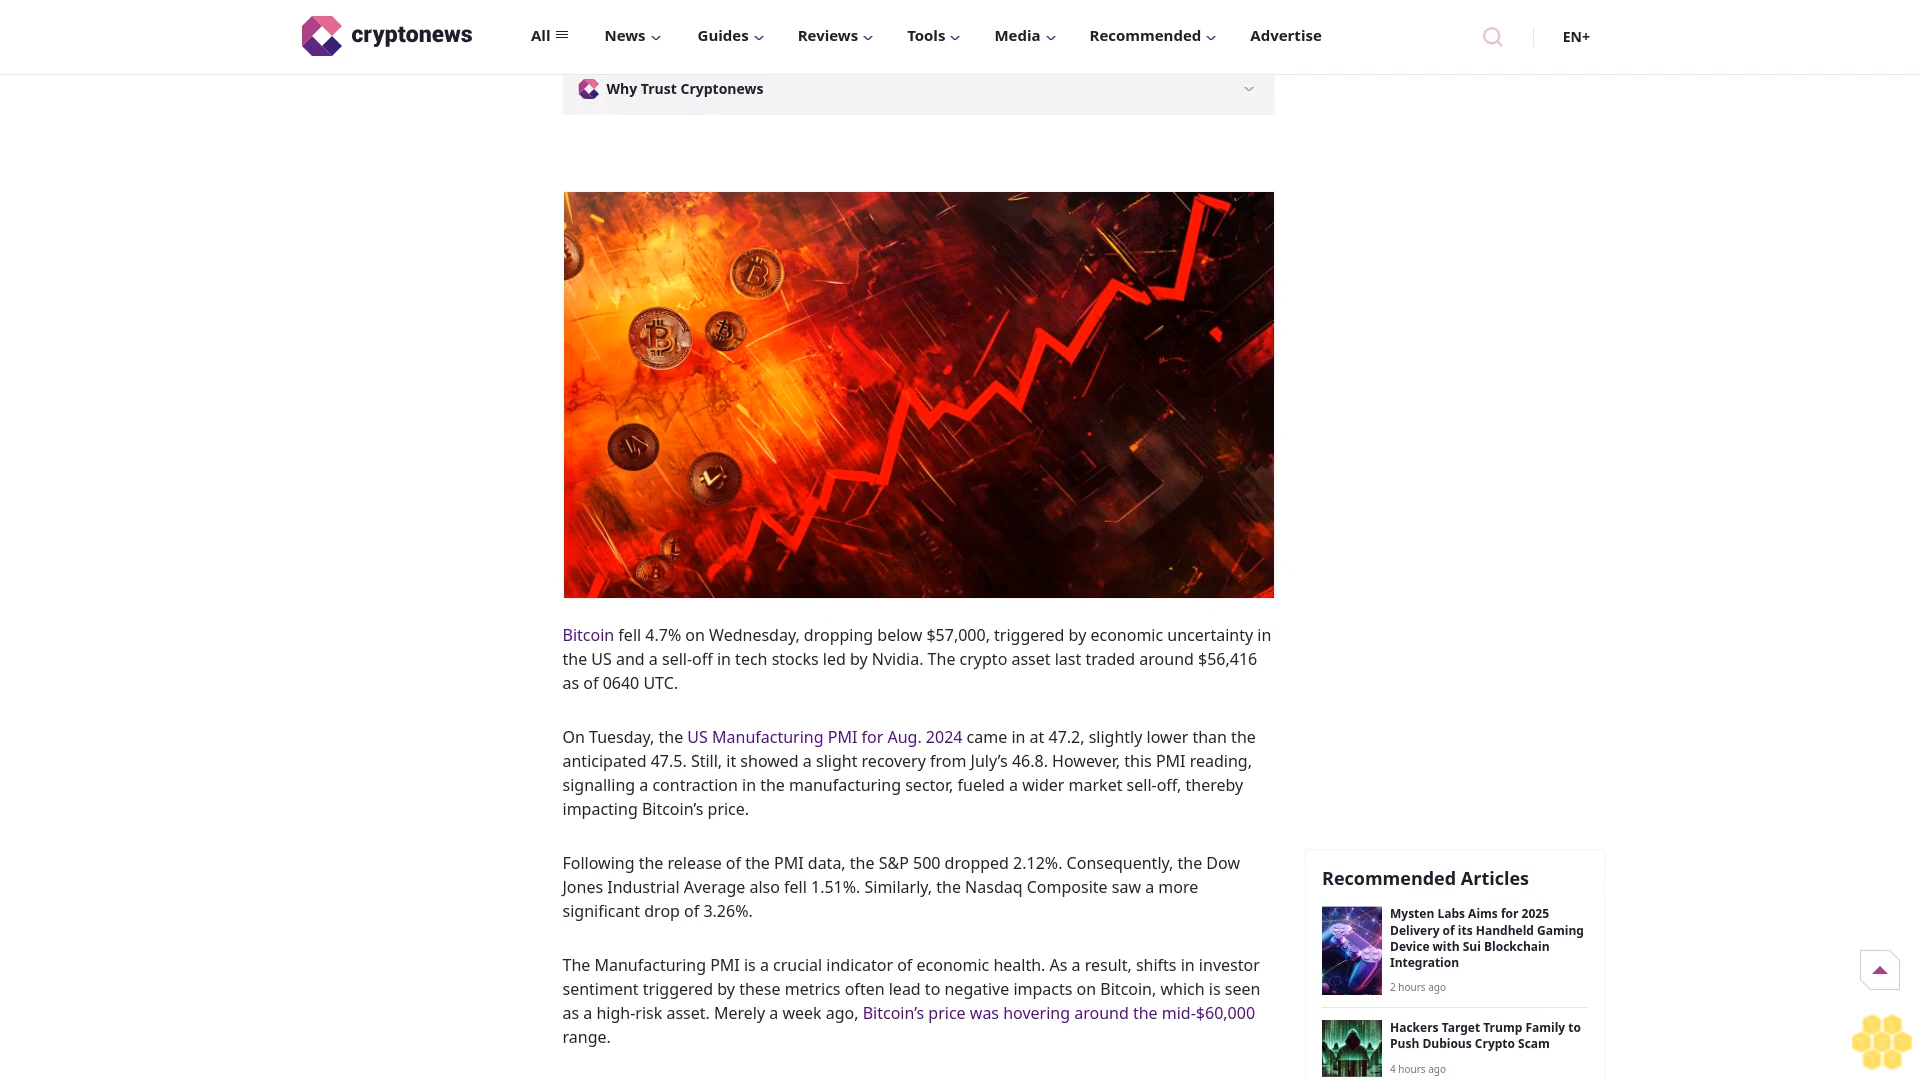 cryptonews
All
News
Guides
Reviews
Tools
Media
Recommended
Advertise
EN+
Why Trust Cryptonews
Bitcoin fell 4.7% on Wednesday, dropping below $57,000, triggered by economic uncertainty in
the US and a sell-off in tech stocks led by Nvidia. The crypto asset last traded around $56,416
as of 0640 UTC.
On Tuesday, the US Manufacturing PMI for Aug. 2024 came in at 47.2, slightly lower than the
anticipated 47.5. Still, it showed a slight recovery from July’s 46.8. However, this PMI reading,
signalling a contraction in the manufacturing sector, fueled a wider market sell-off, thereby
impacting Bitcoin’s price.
Following the release of the PMI data, the S&P 500 dropped 2.12%. Consequently, the Dow
Jones Industrial Average also fell 1.51%. Similarly, the Nasdaq Composite saw a more
significant drop of 3.26%.
The Manufacturing PMI is a crucial indicator of economic health. As a result, shifts in investor
sentiment triggered by these metrics often lead to negative impacts on Bitcoin, which is seen
as a high-risk asset. Merely a week ago, Bitcoin’s price was hovering around the mid-$60,000
range.
Recommended Articles
Mysten Labs Aims for 2025
Delivery of its Handheld Gaming
Device with Sui Blockchain
Integration
2 hours ago
Hackers Target Trump Family to
Push Dubious Crypto Scam
4 hours ago